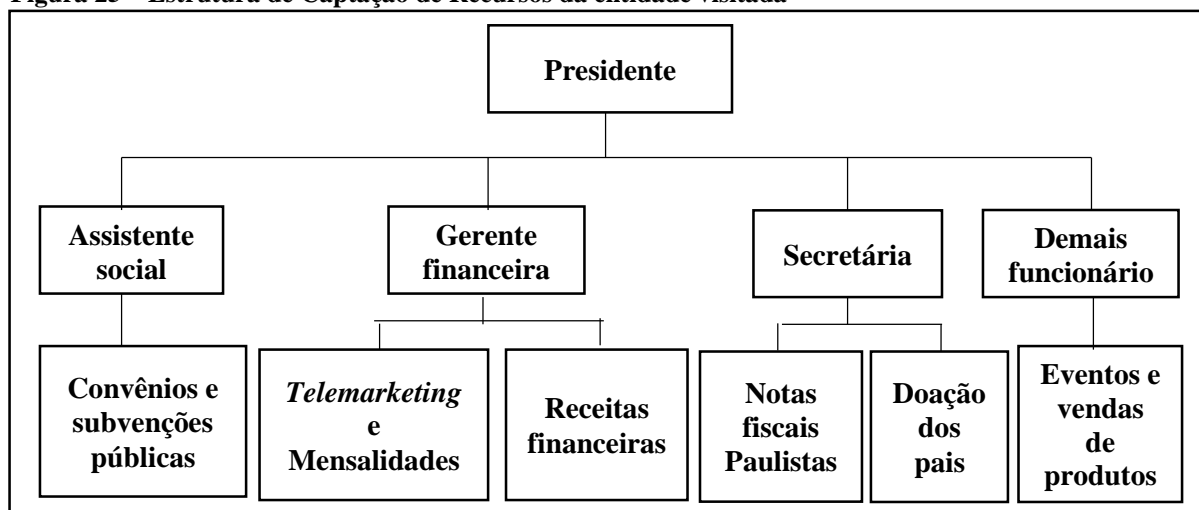 Figura 23 – Estrutura de Captação de Recursos da entidade visitada
Presidente
Assistente
social
Gerente
financeira
Secretária
Demais
funcionário
Convênios e
subvenções
públicas
Telemarketing
e
Mensalidades
Receitas
financeiras
Notas
fiscais
Paulistas
Doação
dos
pais
Eventos e
vendas
de
produtos